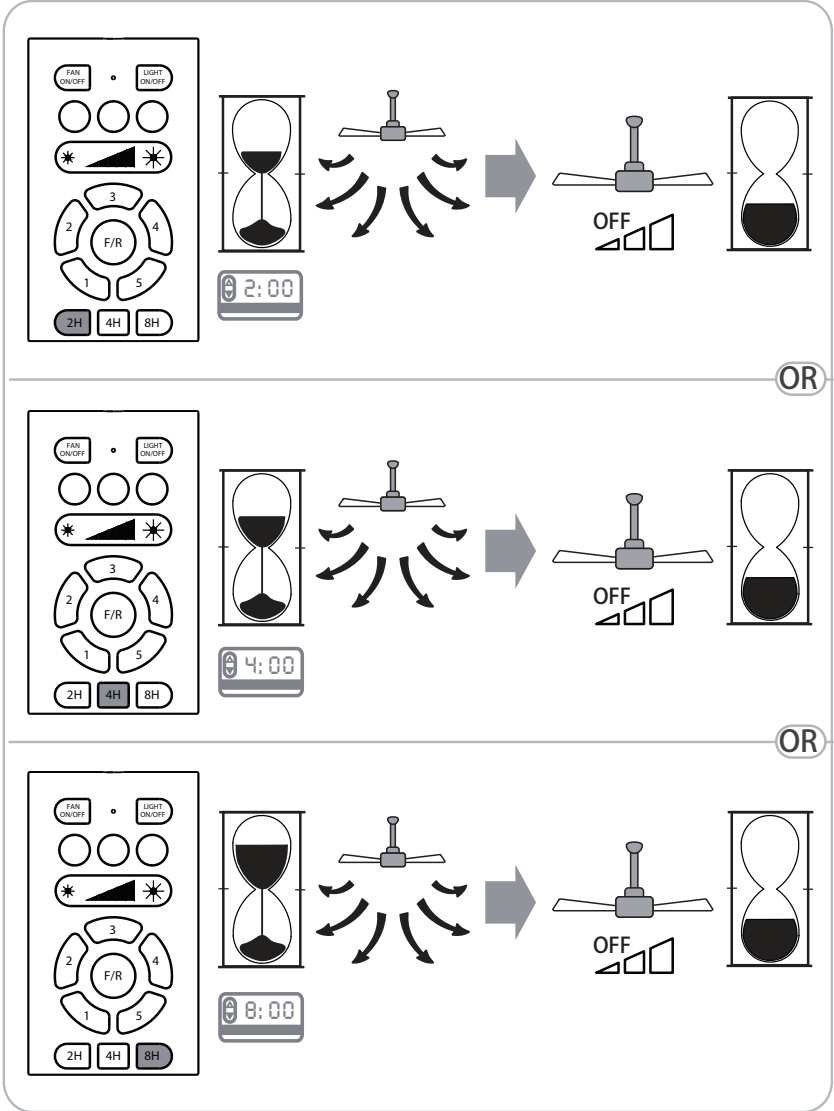 FAN
ON/OFF
LIGHT
ON/OFF
3
2
4
F/R
1
5
2H
4H
8H
2:00
OFF
OR
FAN
ON/OFF
LIGHT
ON/OFF
3
2
4
F/R
1
5
2H
4H
8H
4:00
OFF
OR
FAN
ON/OFF
LIGHT
ON/OFF
3
2
4
F/R
1
5
2H
4H
8H
8:00
OFF